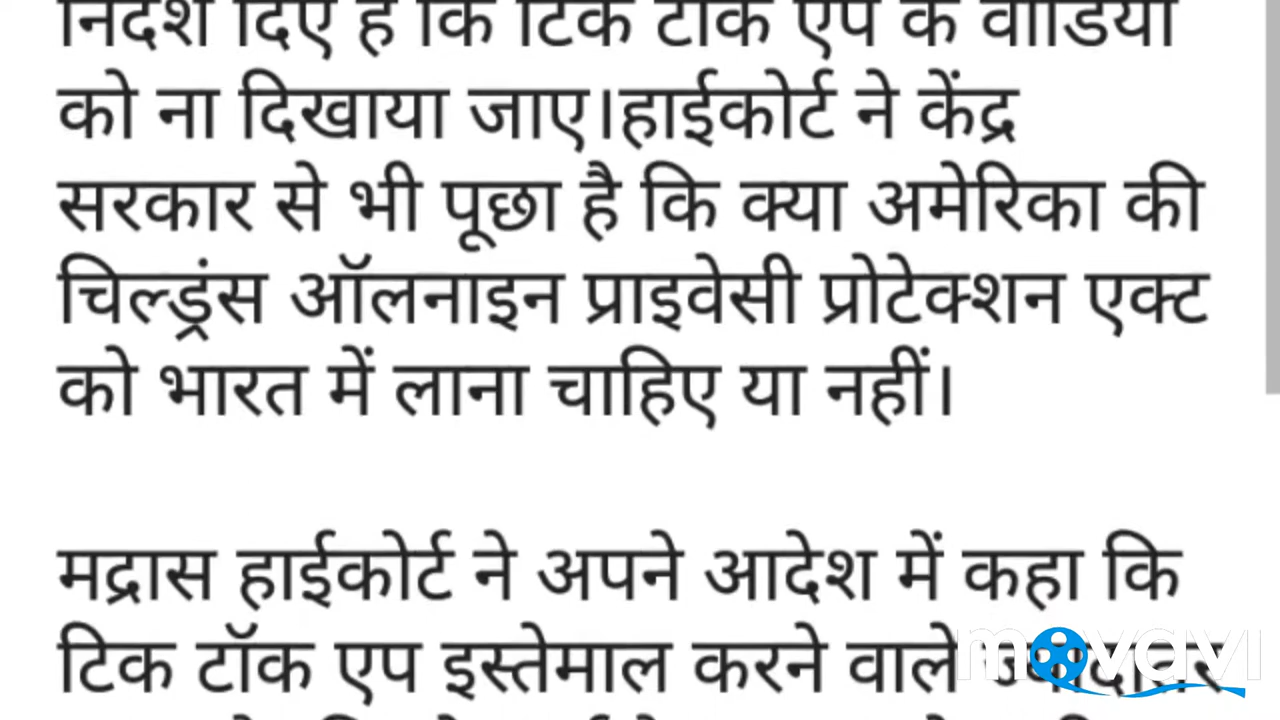 निर्देश दिए हैं कि टिक टॉक एप के वीडियो
को ना दिखाया जाए।हाईकोर्ट ने केंद्र
सरकार से भी पूछा है कि क्या अमेरिका की
चिल्ड्रंस ऑलनाइन प्राइवेसी प्रोटेक्शन एक्ट
को भारत में लाना चाहिए या नहीं।
मद्रास हाईकोर्ट ने अपने आदेश में कहा कि
टिक टॉक एप इस्तेमाल करने वाले
movavi